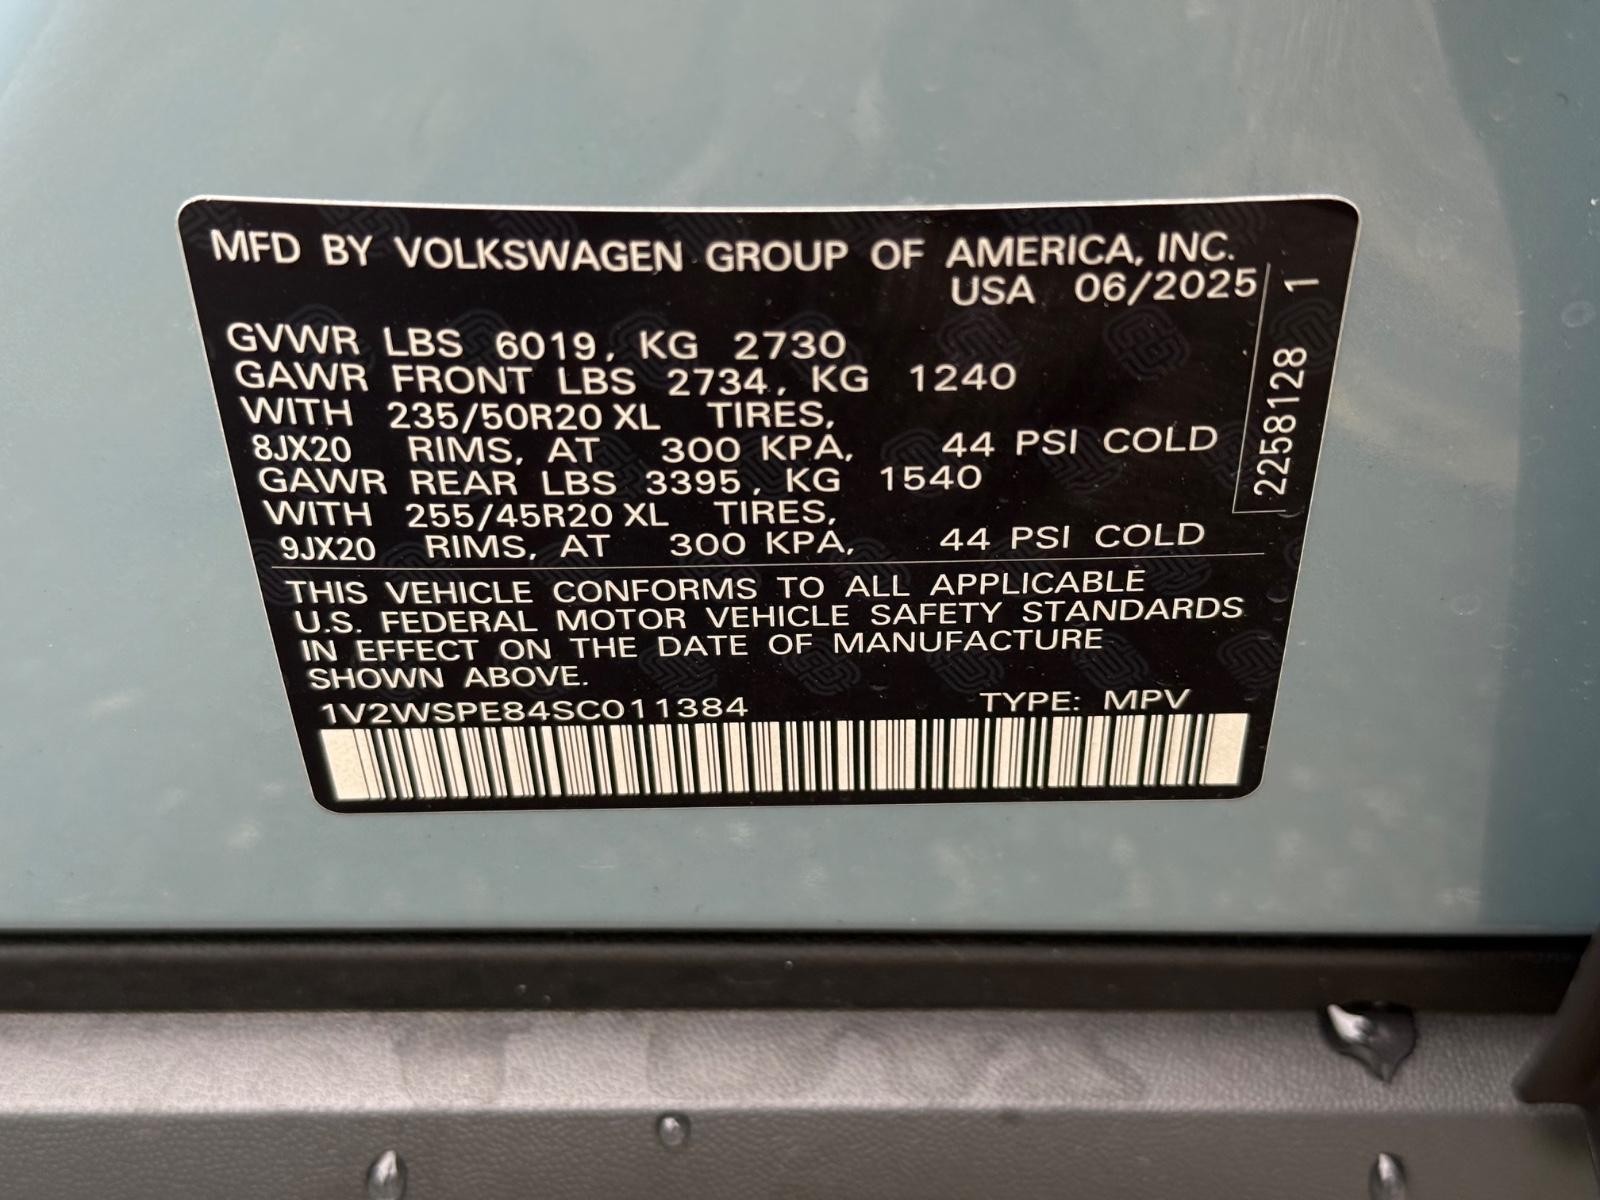 MFD BY VOLKSWAGEN GROUP OF AMERICA, INC.
USA 06/2025
GVWR LBS 6019, KG 2730
GAWR FRONT LBS 2734, KG 1240
WITH 235/50R20 XL TIRES,
8JX20 RIMS, AT 300 KPA, 44 PSI COLD
GAWR REAR LBS 3395, KG 1540
WITH 255/45R20 XL TIRES,
9JX20 RIMS, AT 300 KPA, 44 PSI COLD
THIS VEHICLE CONFORMS TO ALL APPLICABLE
U.S. FEDERAL MOTOR VEHICLE SAFETY STANDARDS
IN EFFECT ON THE DATE OF MANUFACTURE
SHOWN ABOVE.
1V2WSPE84SC011384 TYPE: MPV
2258128 1